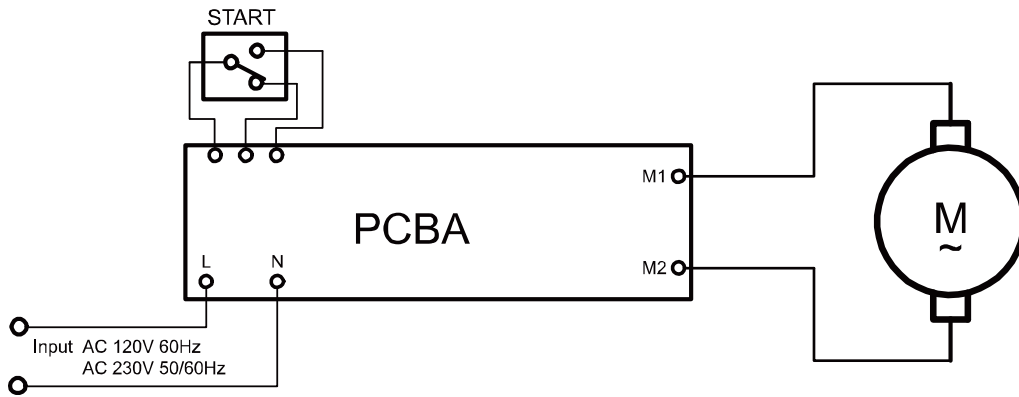 START
M1
PCBA
M
~
L
N
M2
Input AC 120V 60Hz
AC 230V 50/60Hz